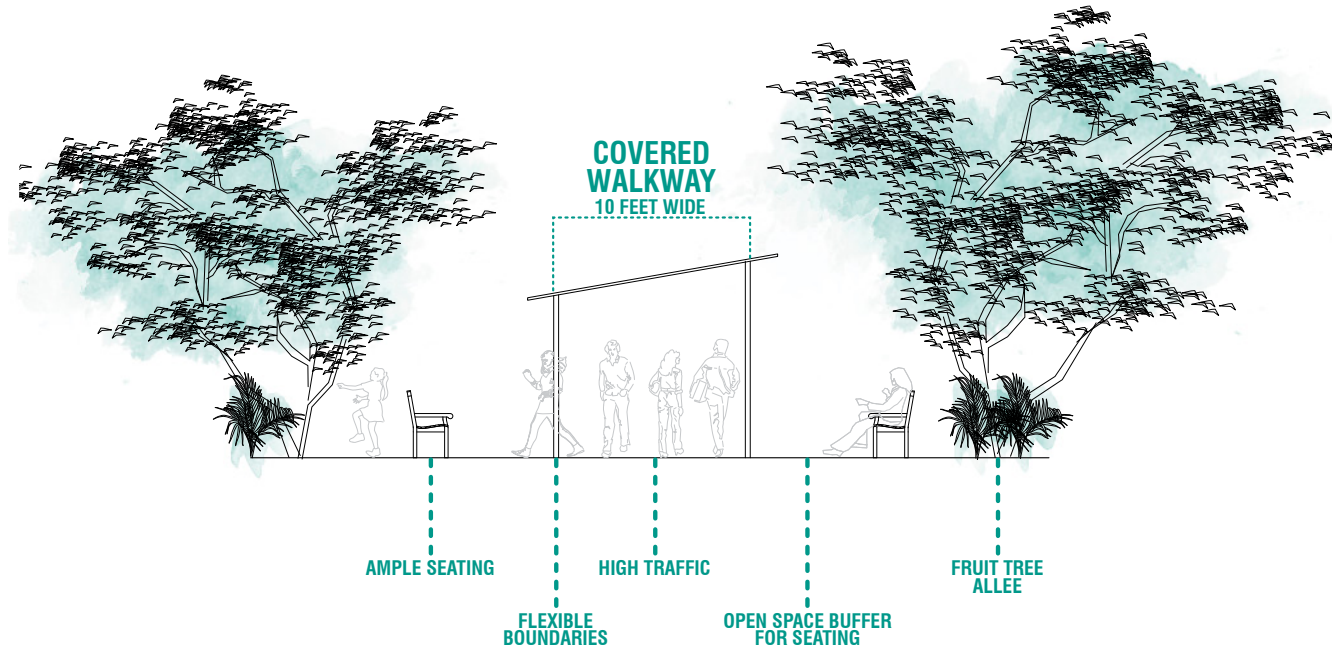 COVERED
WALKWAY
10 FEET WIDE
AMPLE SEATING
HIGH TRAFFIC
FRUIT TREE
ALLEE
FLEXIBLE
BOUNDARIES
OPEN SPACE BUFFER
FOR SEATING